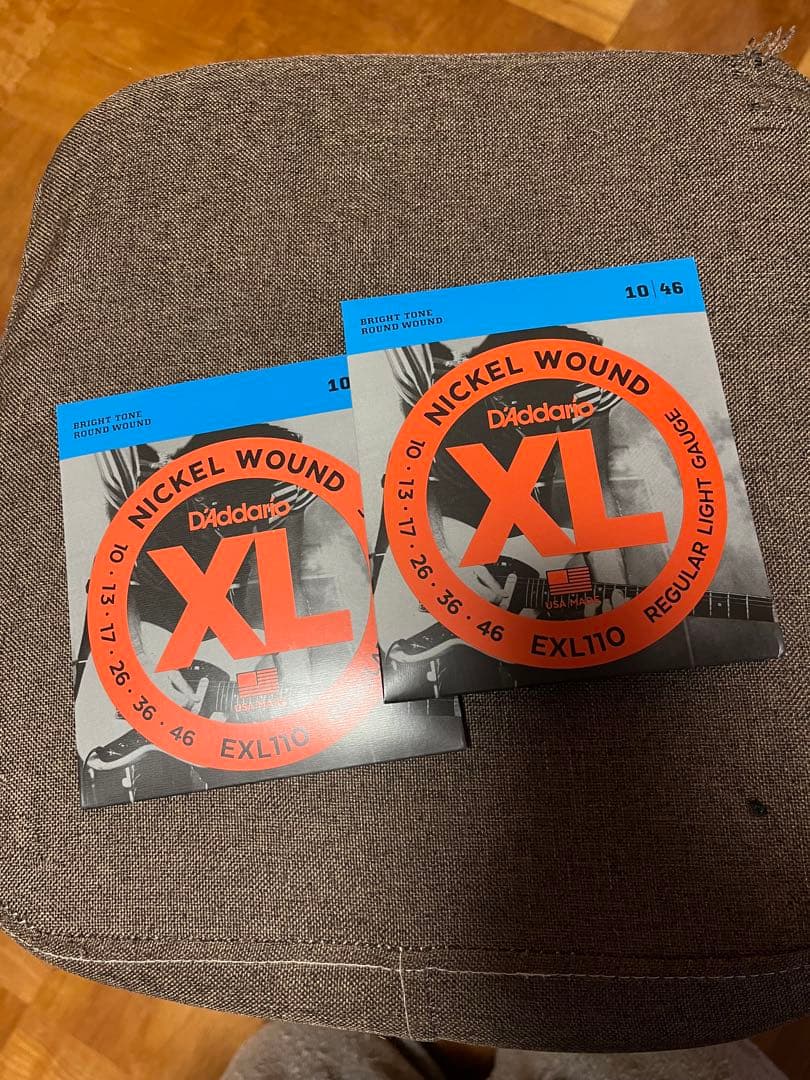 BRIGHT TONE
ROUND WOUND
10
NICKEL WOUND
D'Addario
XL
10 · 13 · 17 · 26 · 36 · 46
USA MADE
EXL110
BRIGHT TONE
ROUND WOUND
10|46
NICKEL WOUND
D'Addario
XL
10 · 13 · 17 · 26 · 36 · 46
USA MADE
EXL110
REGULAR LIGHT GAUGE